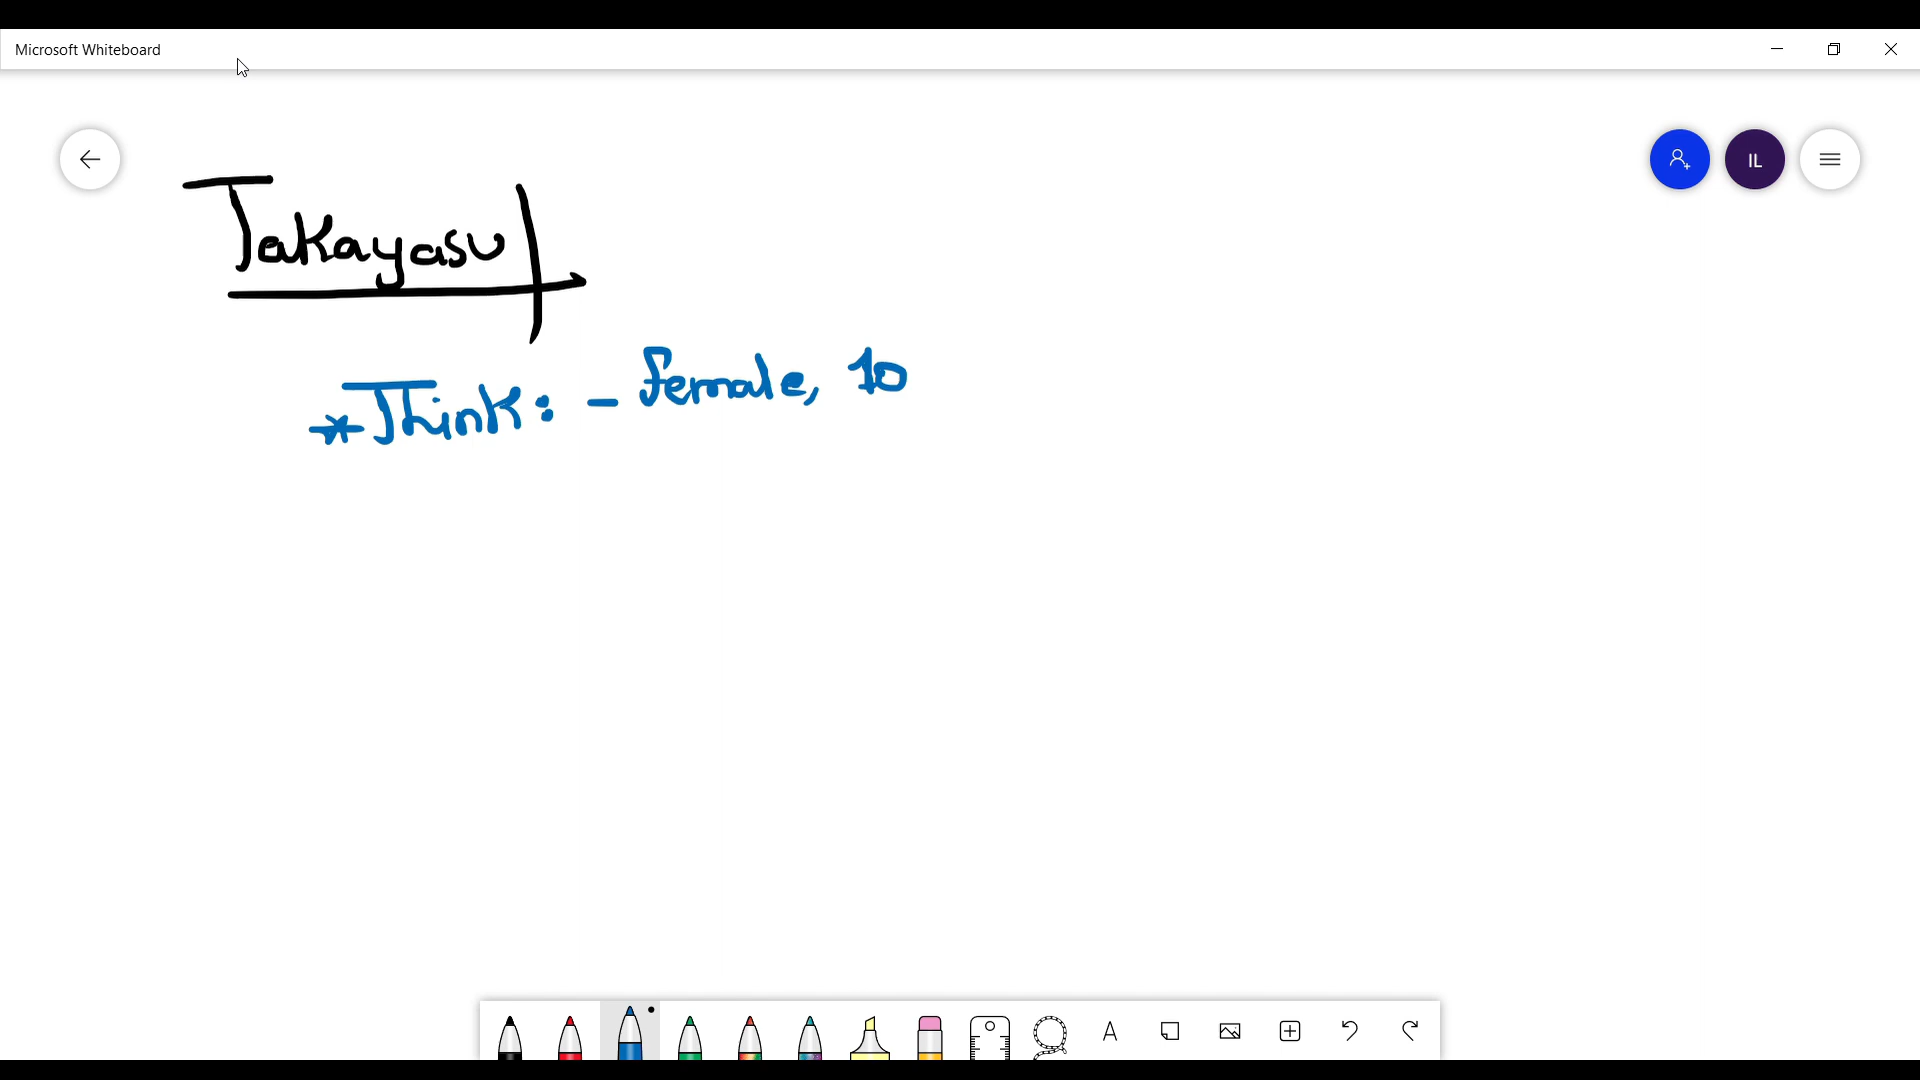 Microsoft Whiteboard
IL
Takayasu
*Think: - female, 10
A